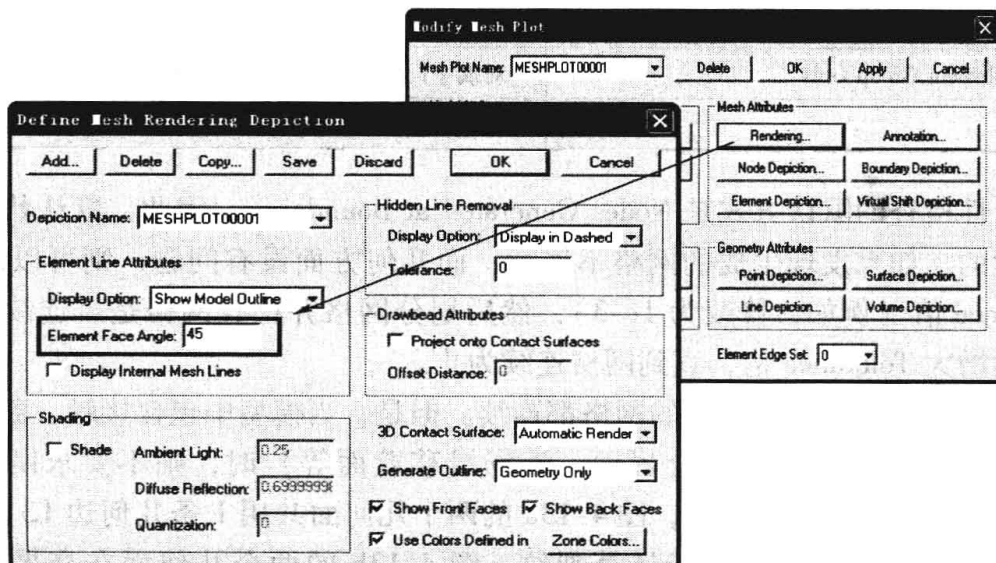 Modify Mesh Plot
Mesh Plot Name: MESHPLOT00001 Delete OK Apply Cancel
Mesh Attributes
Rendering... Annotation...
Node Depiction... Boundary Depiction...
Element Depiction... Virtual Shift Depiction...
Geometry Attributes
Point Depiction... Surface Depiction...
Line Depiction... Volume Depiction...
Element Edge Set: 0
Define Mesh Rendering Depiction
Add... Delete Copy... Save Discard OK Cancel
Depiction Name: MESHPLOT00001
Element Line Attributes
Display Option: Show Model Outline
Element Face Angle: 45
Display Internal Mesh Lines
Shading
Shade Ambient Light: 0.25
Diffuse Reflection: 0.69999998
Quantization: 0
Hidden Line Removal
Display Option: Display in Dashed
Tolerance: 0
Drawbead Attributes
Project onto Contact Surfaces
Offset Distance: 0
3D Contact Surface: Automatic Render
Generate Outline: Geometry Only
Show Front Faces Show Back Faces
Use Colors Defined in Zone Colors...